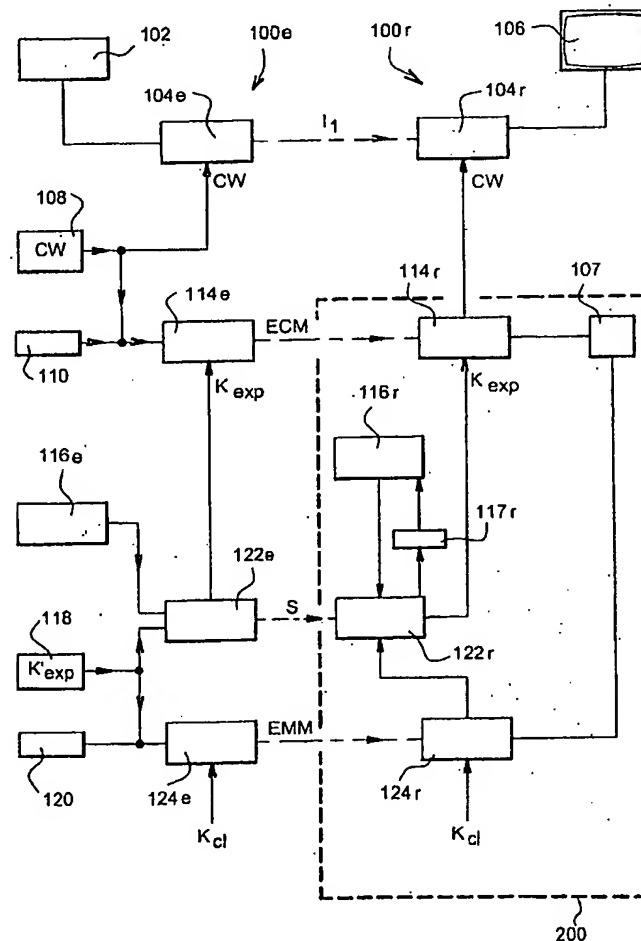 102
100e
100r
106
104e
104r
I1
CW
CW
108
CW
114e
114r
107
110
ECM
Kexp
Kexp
116r
116e
117r
122e
S
118
K'exp
122r
EMM
120
124e
124r
Kcl
Kcl
200